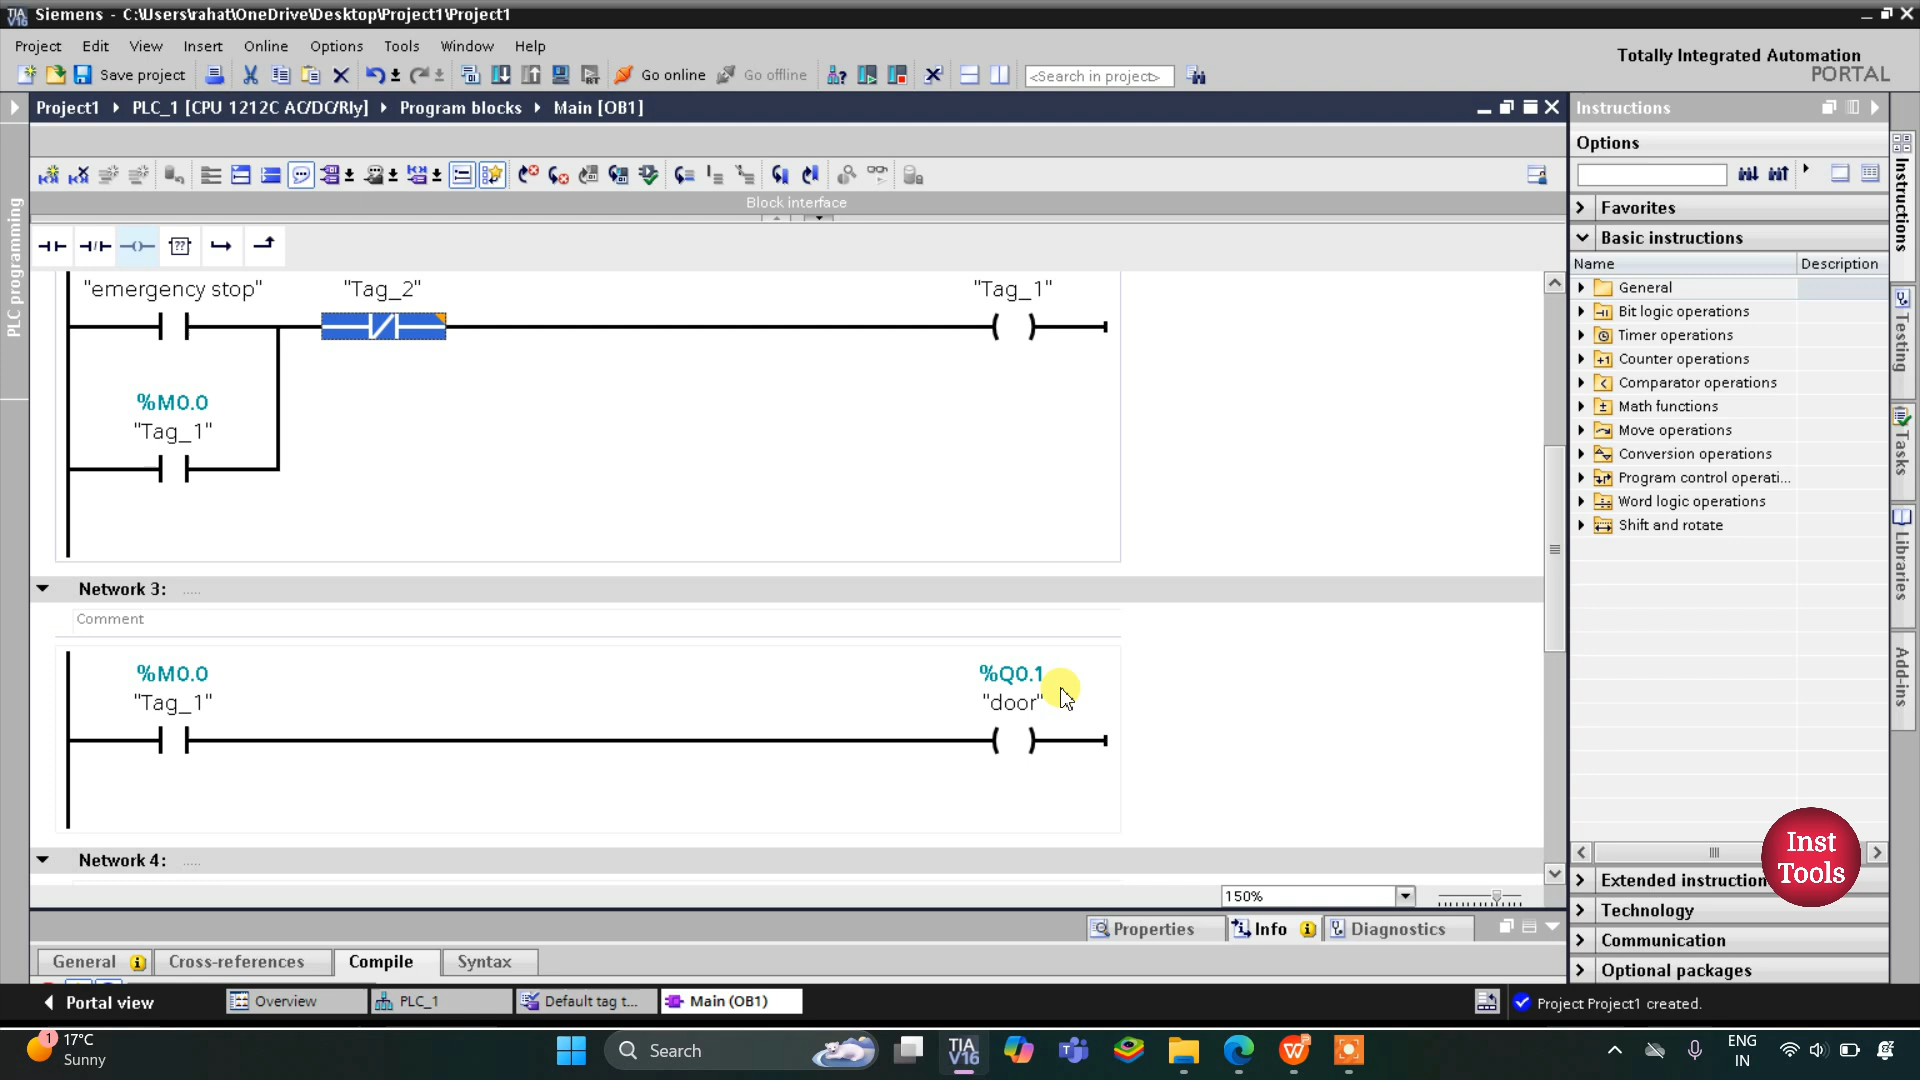 Siemens - C:\Users\rahat\OneDrive\Desktop\Project1\Project1
Project Edit View Insert Online Options Tools Window Help
Totally Integrated Automation
PORTAL
Save project Go online Go offline <Search in project>
Project1 PLC_1 [CPU 1212C AC/DC/Rly] Program blocks Main [OB1]
Instructions
Options
Block interface
Favorites
Basic instructions
Name Description
General
Bit logic operations
Timer operations
Counter operations
Comparator operations
Math functions
Move operations
Conversion operations
Program control operati...
Word logic operations
Shift and rotate
Extended instruction
Technology
Communication
Optional packages
PLC programming
Instructions
Testing
Tasks
Libraries
Add-ins
"emergency stop" "Tag_2" "Tag_1"
%M0.0
"Tag_1"
Network 3: .....
Comment
%M0.0 %Q0.1
"Tag_1" "door"
Network 4: .....
150%
Inst
Tools
Properties Info Diagnostics
General Cross-references Compile Syntax
Portal view Overview PLC_1 Default tag t... Main (OB1) Project Project1 created.
1 17°C
Sunny
Search
TIA
V16
ENG
IN